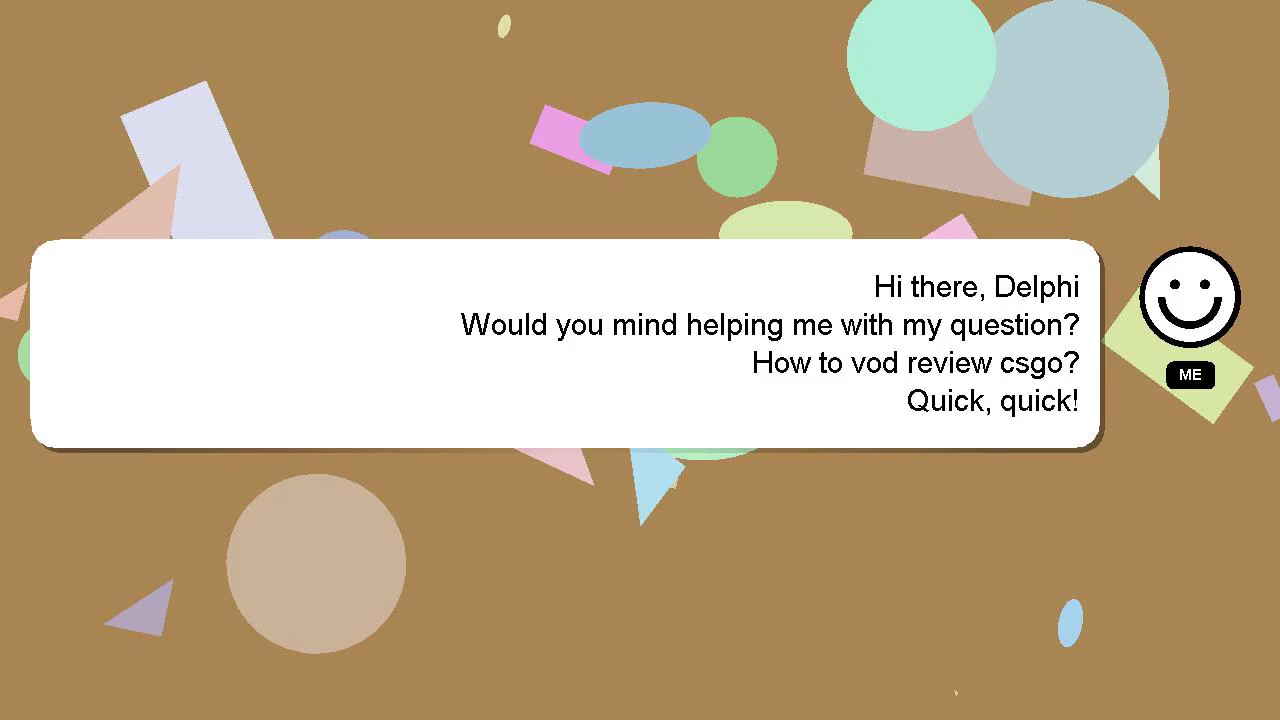 Hi there, Delphi
Would you mind helping me with my question?
How to vod review csgo?
Quick, quick!
ME